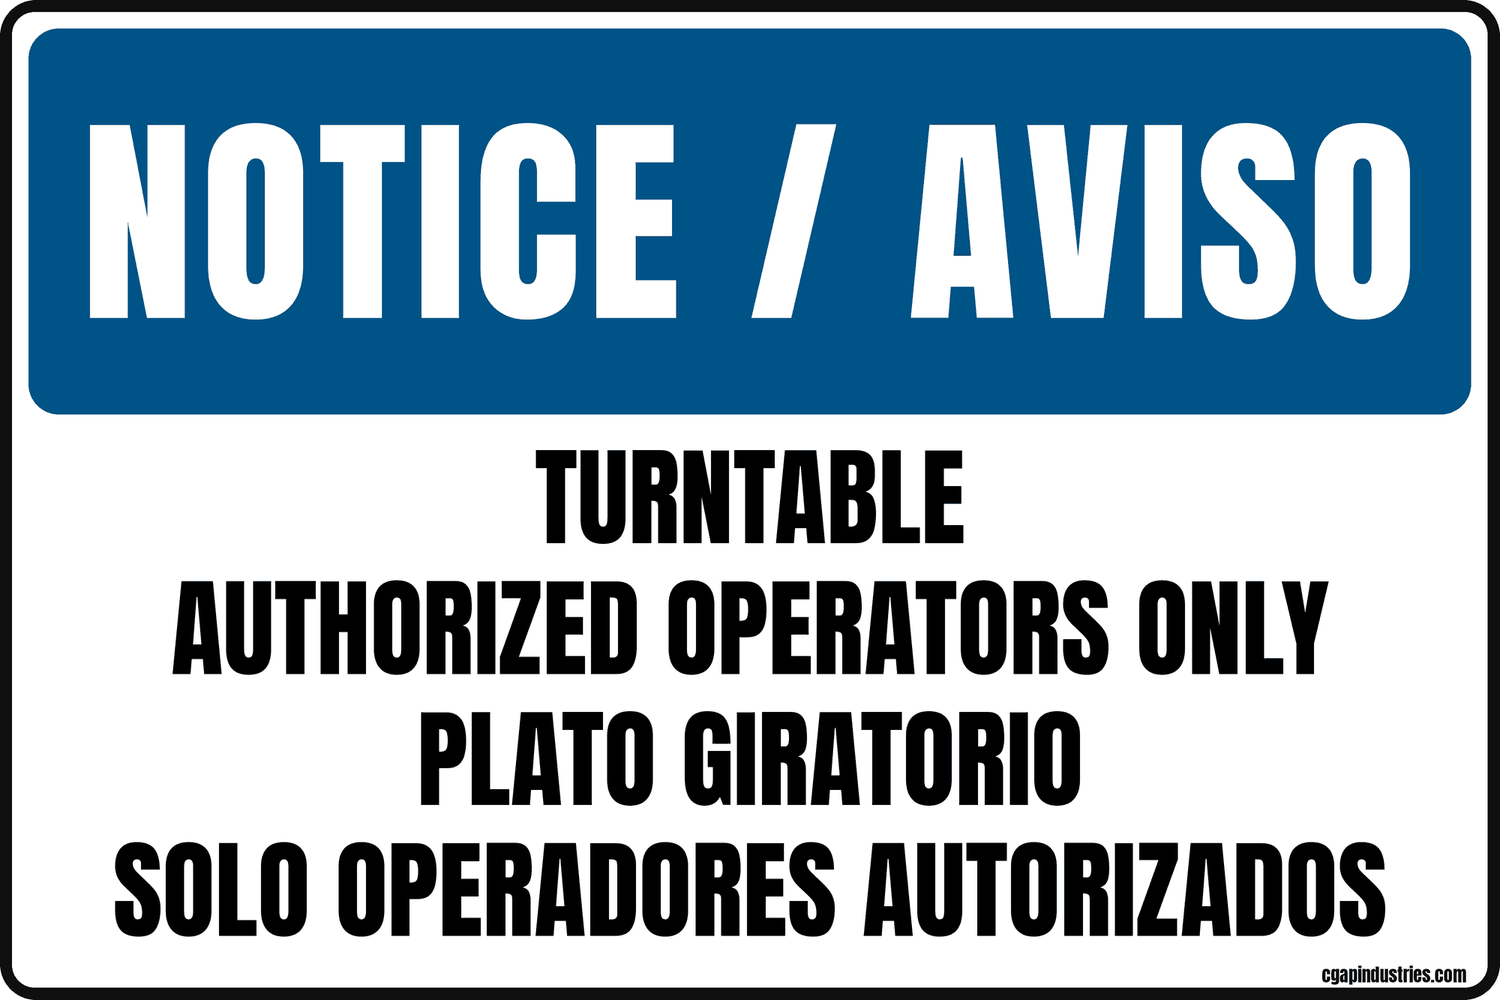 NOTICE / AVISO
TURNTABLE
AUTHORIZED OPERATORS ONLY
PLATO GIRATORIO
SOLO OPERADORES AUTORIZADOS
cgapindustries.com